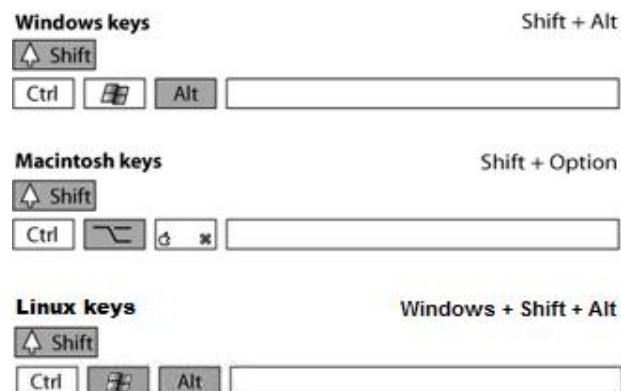 Windows keys Shift + Alt
Shift
Ctrl Alt
Macintosh keys Shift + Option
Shift
Ctrl ⌥ ⌘
Linux keys Windows + Shift + Alt
Shift
Ctrl Alt